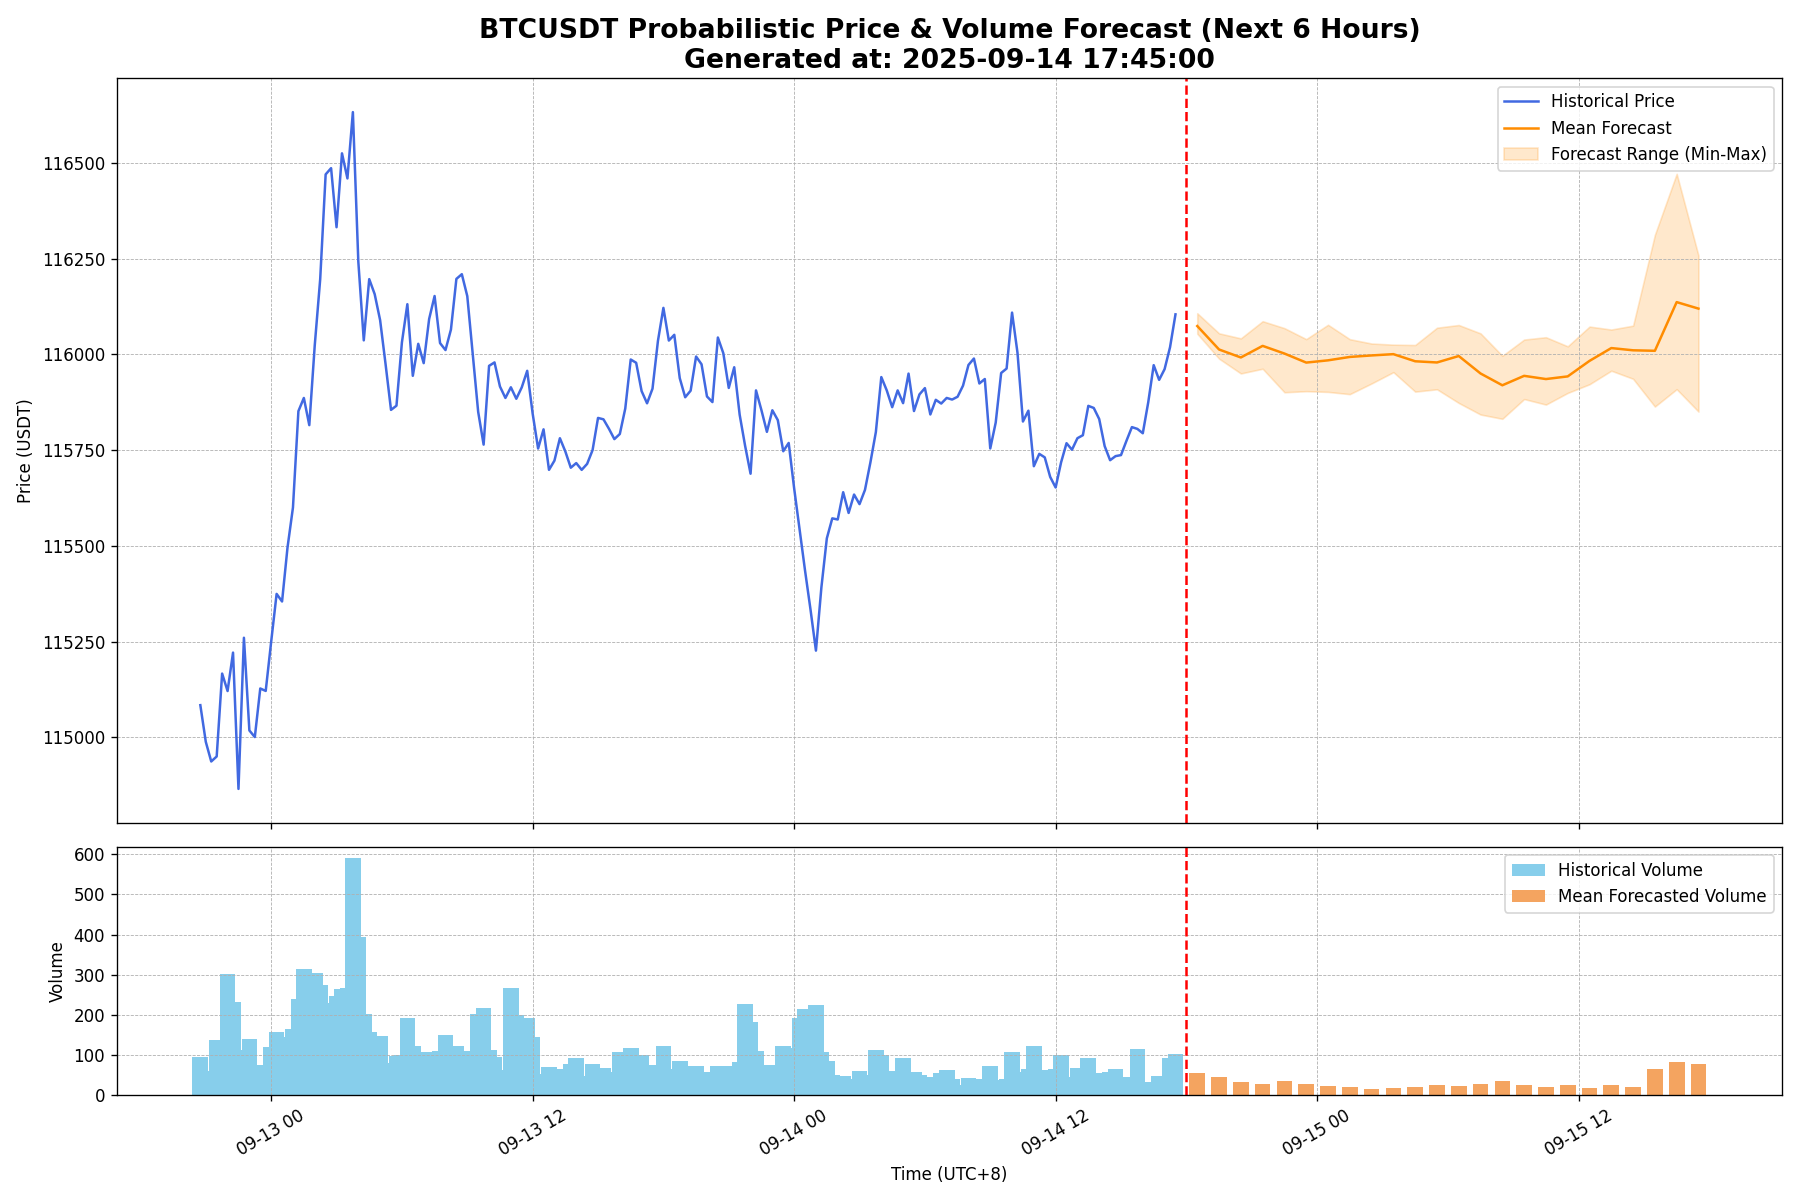 BTCUSDT Probabilistic Price & Volume Forecast (Next 6 Hours)
Generated at: 2025-09-14 17:45:00
Historical Price
Mean Forecast
Forecast Range (Min-Max)
116500
116250
116000
115750
115500
115250
115000
Price (USDT)
Historical Volume
Mean Forecasted Volume
600
500
400
300
200
100
0
Volume
09-13 00
09-13 12
09-14 00
09-14 12
09-15 00
09-15 12
Time (UTC+8)